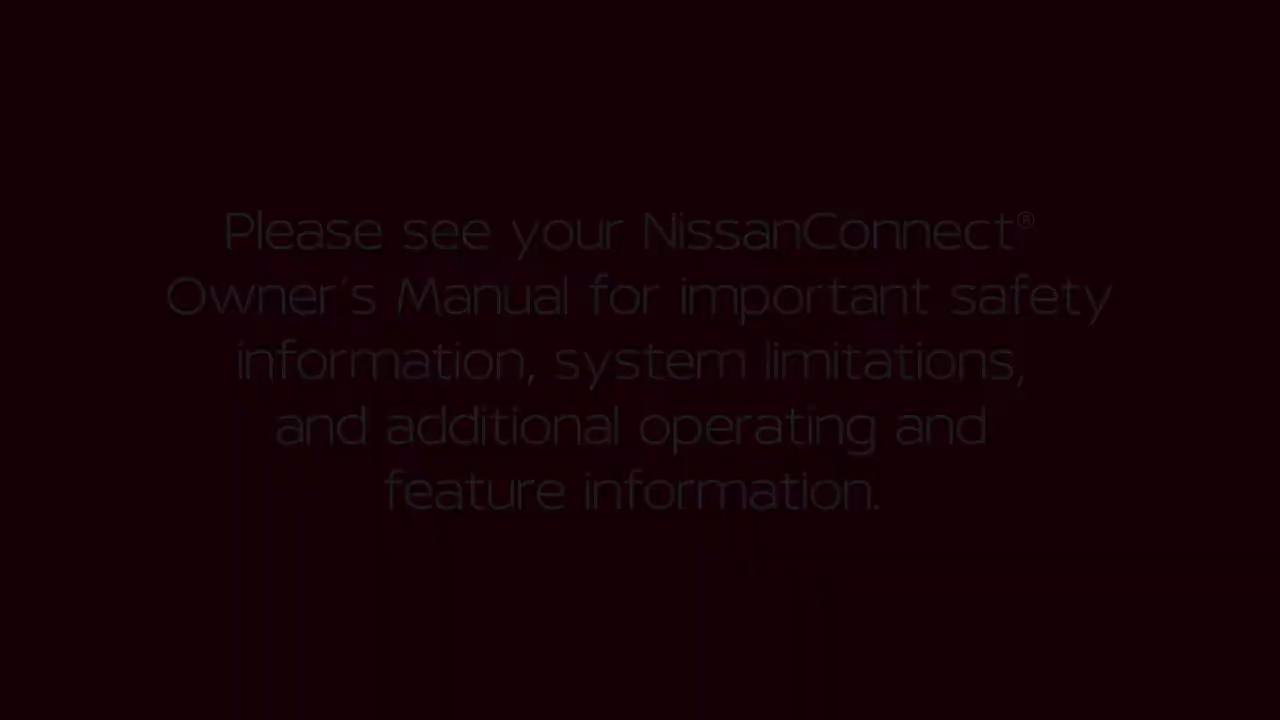 Please see your NissanConnect®
Owner's Manual for important safety
information, system limitations,
and additional operating and
feature information.